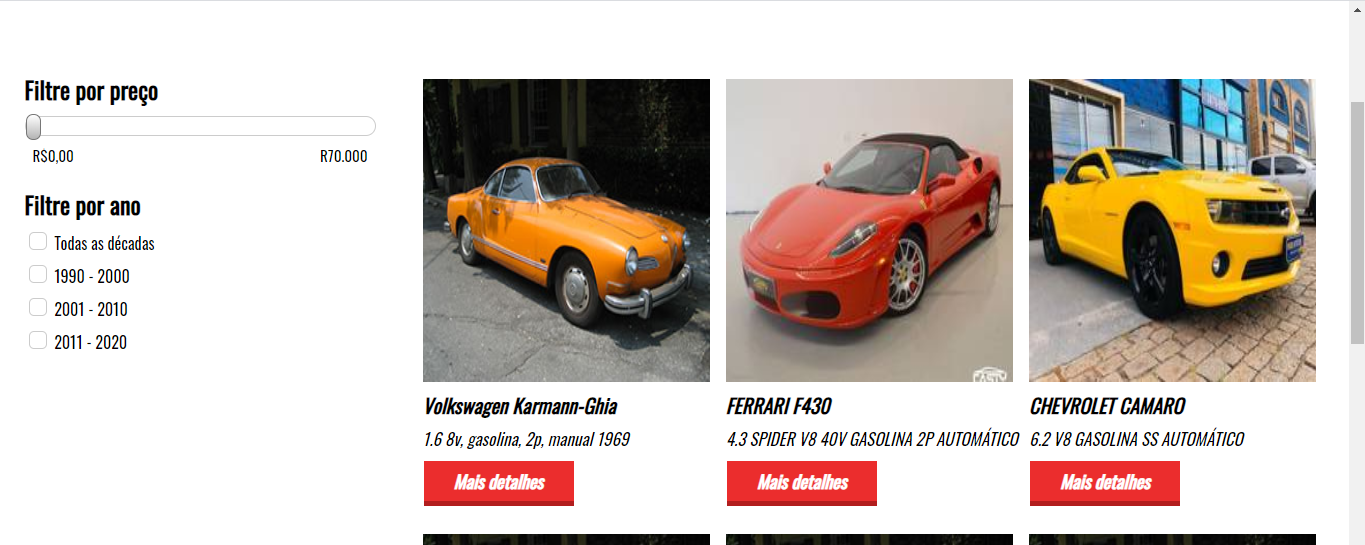 Filtre por preço
R$0,00
R70.000
Filtre por ano
Todas as décadas
1990 - 2000
2001 - 2010
2011 - 2020
Volkswagen Karmann-Ghia
1.6 8v, gasolina, 2p, manual 1969
Mais detalhes
FERRARI F430
4.3 SPIDER V8 40V GASOLINA 2P AUTOMÁTICO
Mais detalhes
CHEVROLET CAMARO
6.2 V8 GASOLINA SS AUTOMÁTICO
Mais detalhes